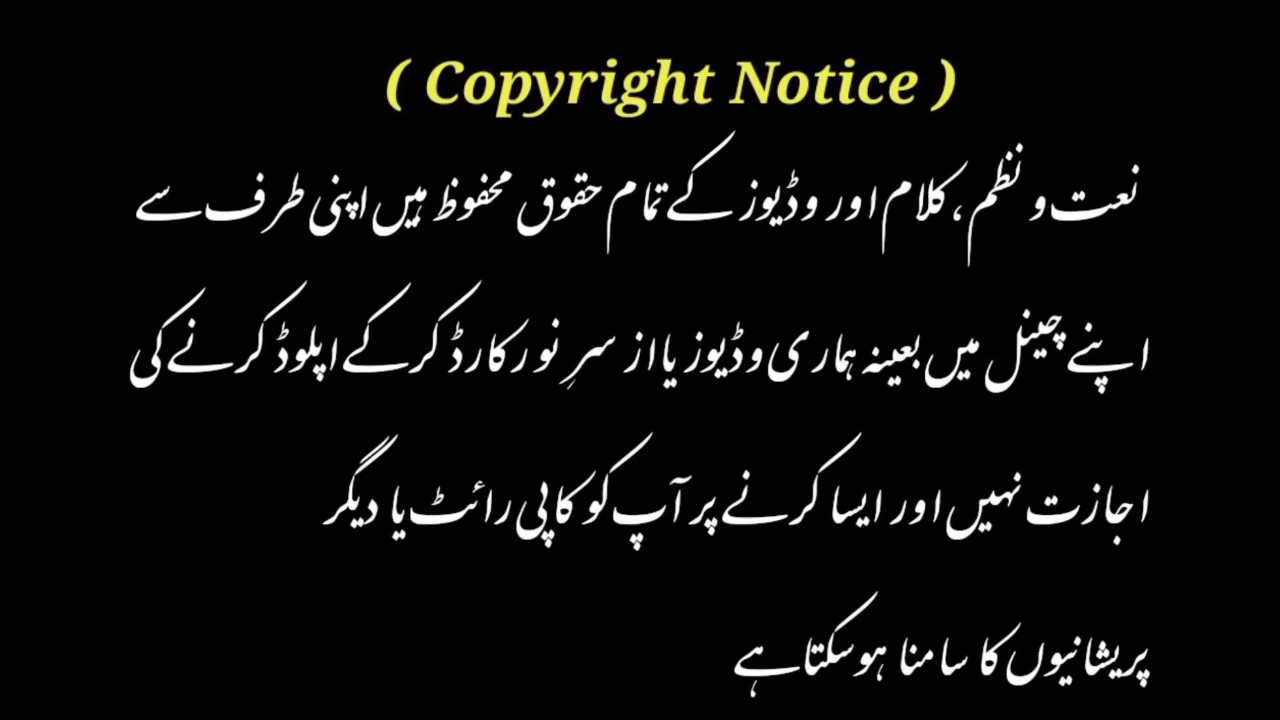 ( Copyright Notice )
نعت و نظم، کلام اور وڈیوز کے تمام حقوق محفوظ ہیں اپنی طرف سے
اپنے چینل میں بعینہ ہماری وڈیوز یا از سرِ نو رکارڈ کر کے اپلوڈ کرنے کی
اجازت نہیں اور ایسا کرنے پر آپ کو کاپی رائٹ یا دیگر
پریشانیوں کا سامنا ہوسکتا ہے